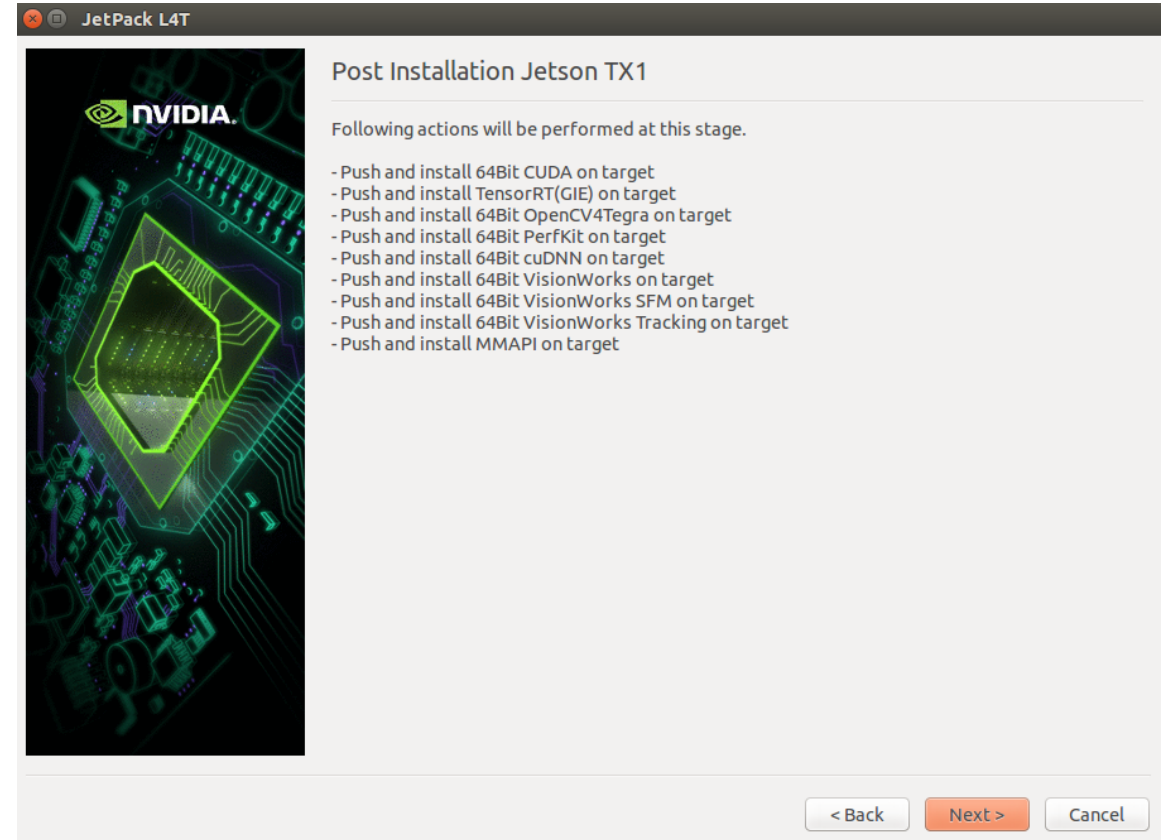 JetPack L4T
NVIDIA.
Post Installation Jetson TX1
Following actions will be performed at this stage.
- Push and install 64Bit CUDA on target
- Push and install TensorRT(GIE) on target
- Push and install 64Bit OpenCV4Tegra on target
- Push and install 64Bit PerfKit on target
- Push and install 64Bit cuDNN on target
- Push and install 64Bit VisionWorks on target
- Push and install 64Bit VisionWorks SFM on target
- Push and install 64Bit VisionWorks Tracking on target
- Push and install MMAPI on target
< Back Next > Cancel